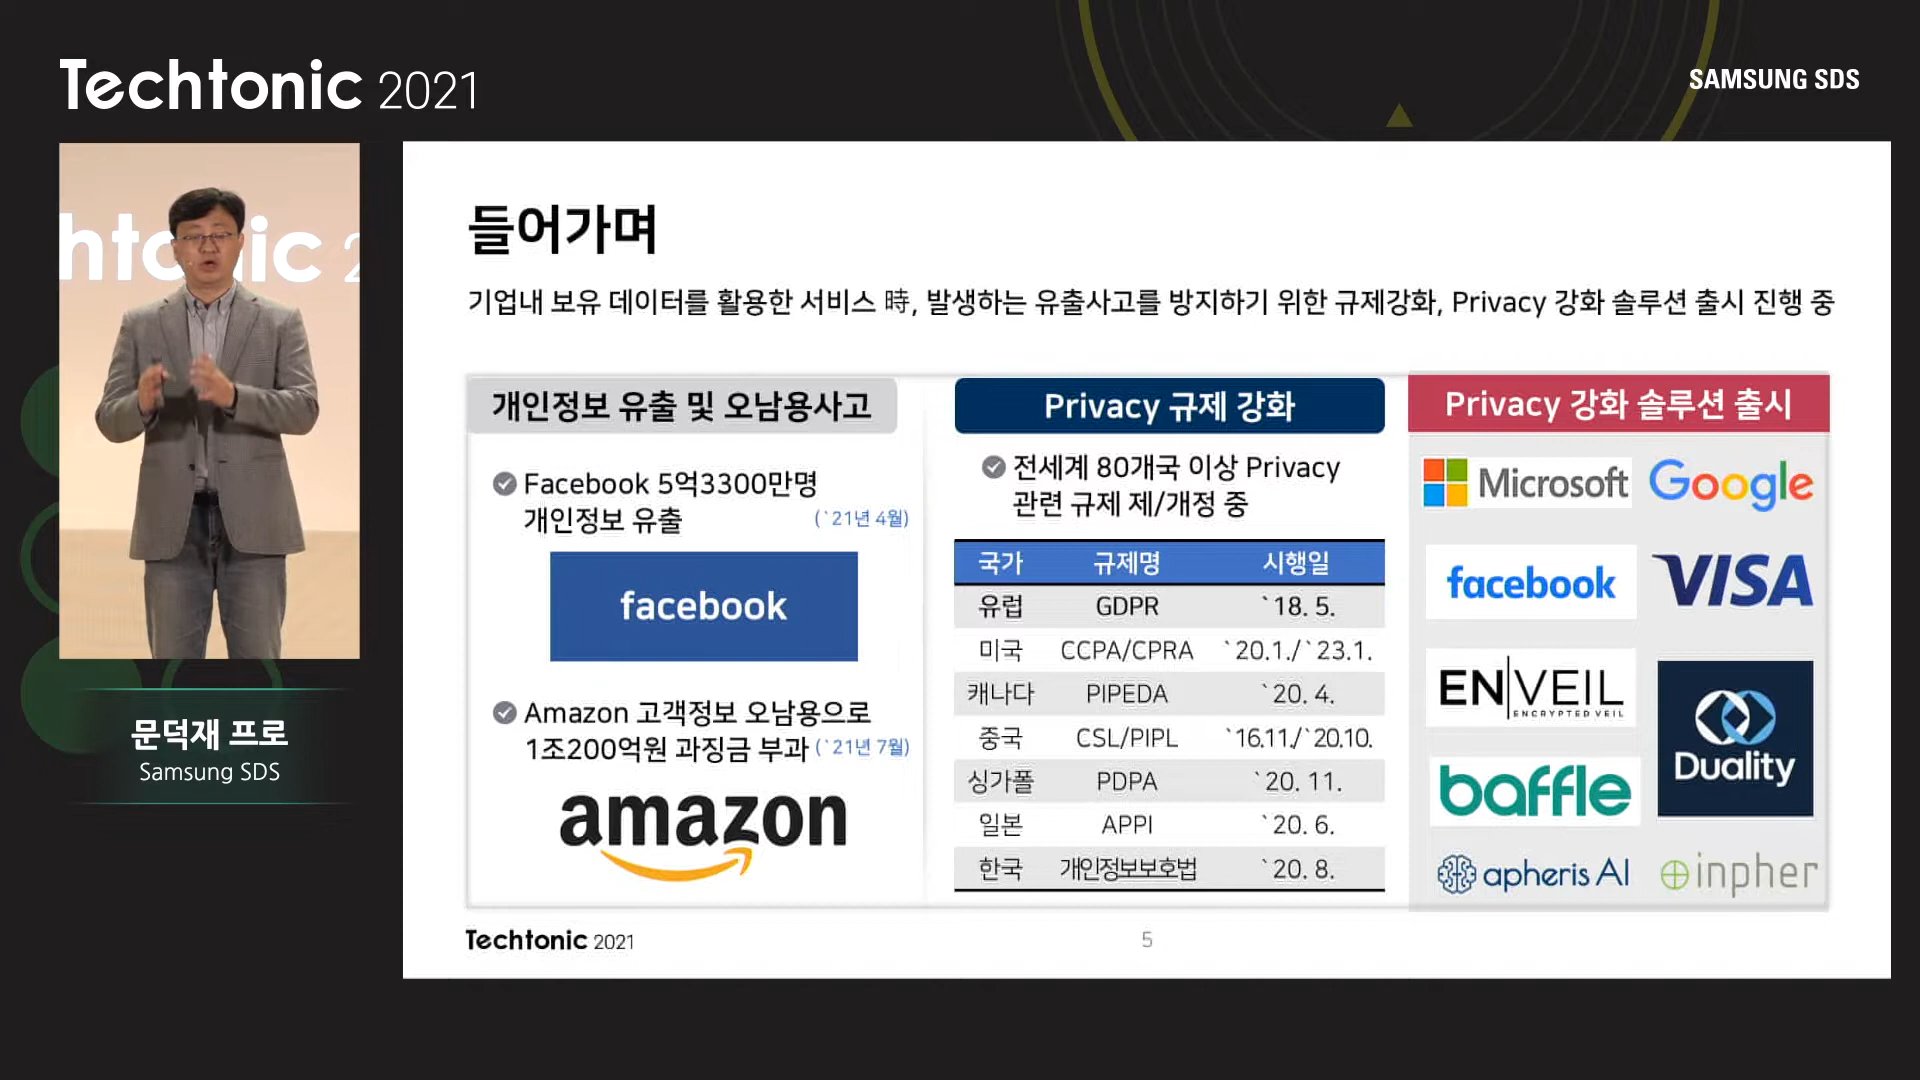 Techtonic 2021
SAMSUNG SDS
htonic 2
문덕재 프로
Samsung SDS
들어가며
기업내 보유 데이터를 활용한 서비스 時, 발생하는 유출사고를 방지하기 위한 규제강화, Privacy 강화 솔루션 출시 진행 중
개인정보 유출 및 오남용사고
Facebook 5억3300만명
개인정보 유출 (`21년 4월)
facebook
Amazon 고객정보 오남용으로
1조200억원 과징금 부과 (`21년 7월)
amazon
Privacy 규제 강화
전세계 80개국 이상 Privacy
관련 규제 제/개정 중
국가 규제명 시행일
유럽 GDPR `18. 5.
미국 CCPA/CPRA `20.1./`23.1.
캐나다 PIPEDA `20. 4.
중국 CSL/PIPL `16.11./`20.10.
싱가폴 PDPA `20. 11.
일본 APPI `20. 6.
한국 개인정보보호법 `20. 8.
Privacy 강화 솔루션 출시
Microsoft Google
facebook VISA
EN|VEIL
ENCRYPTED VEIL
Duality
baffle
apheris AI inpher
Techtonic 2021
5